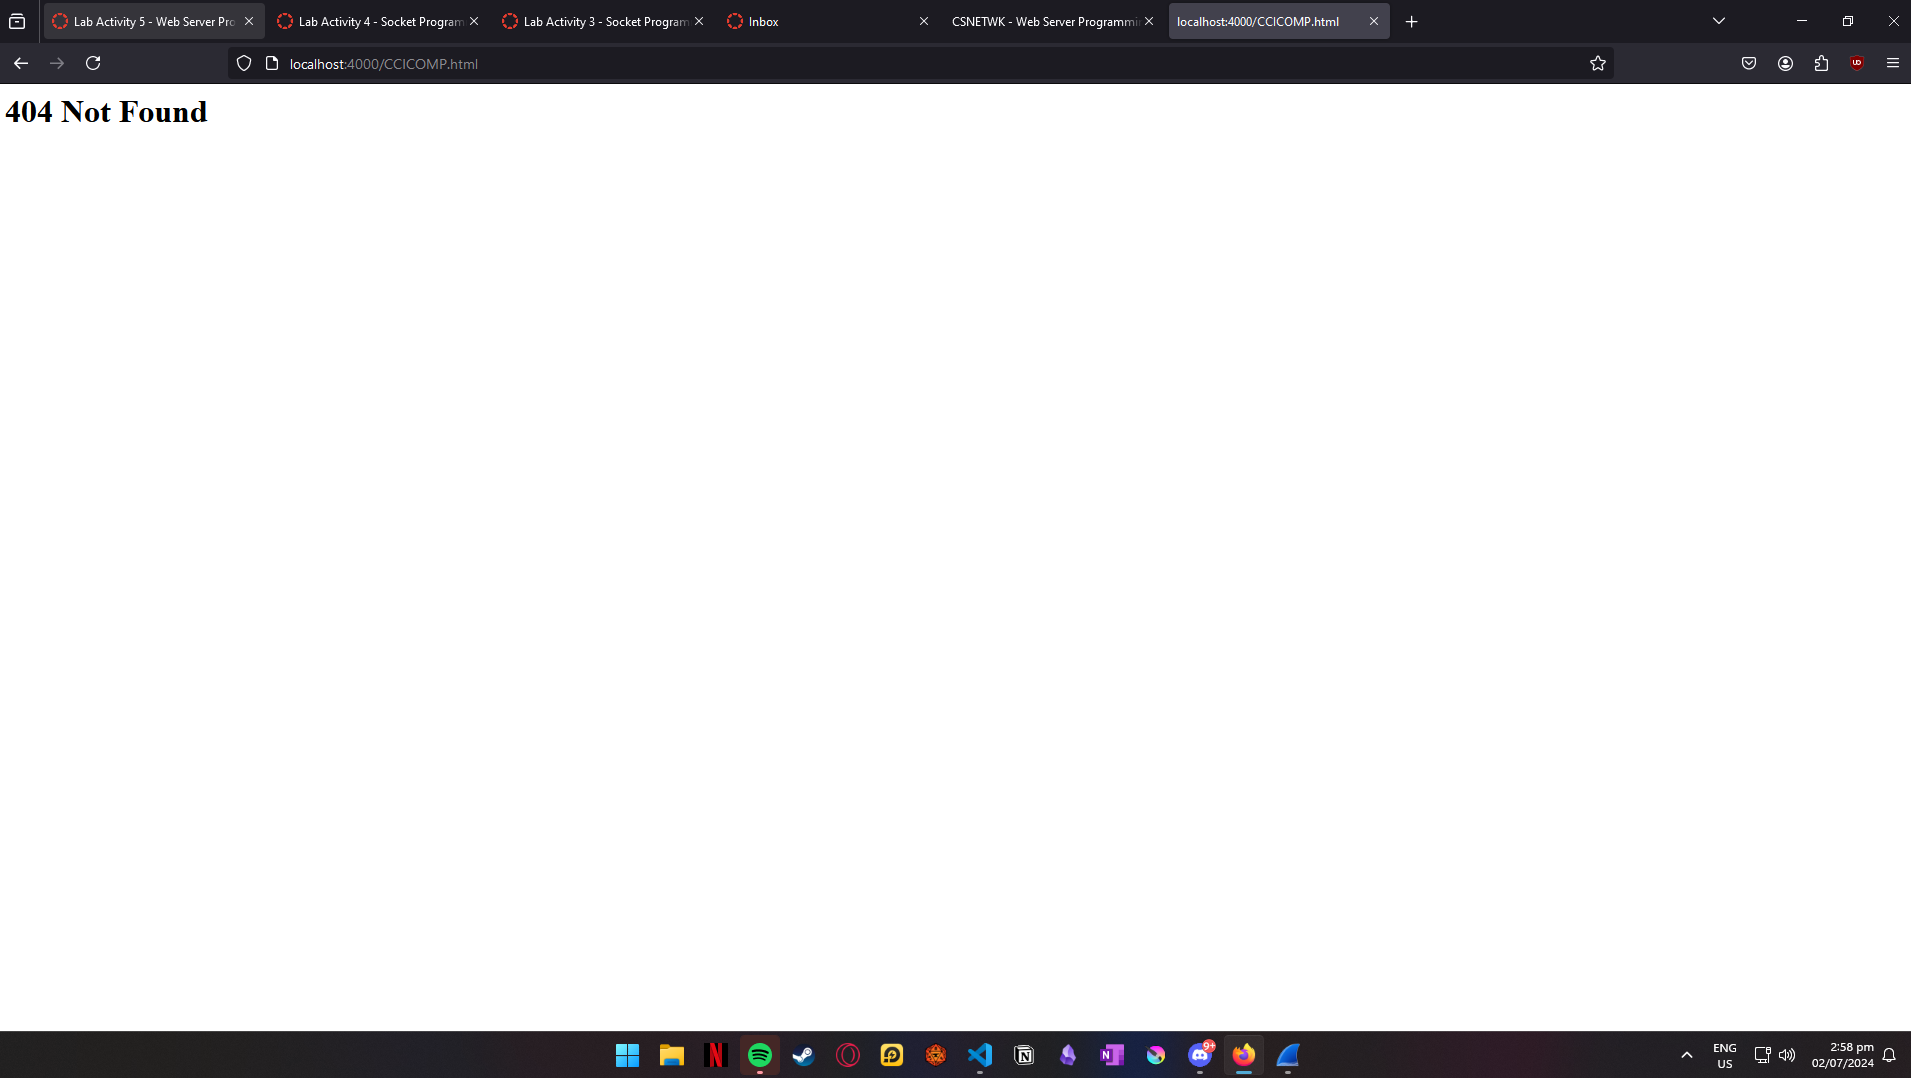 Lab Activity 5 - Web Server Pro
Lab Activity 4 - Socket Program
Lab Activity 3 - Socket Program
Inbox
CSNETWK - Web Server Programmi
localhost:4000/CCICOMP.html
localhost:4000/CCICOMP.html
404 Not Found
9+
ENG
US
2:58 pm
02/07/2024